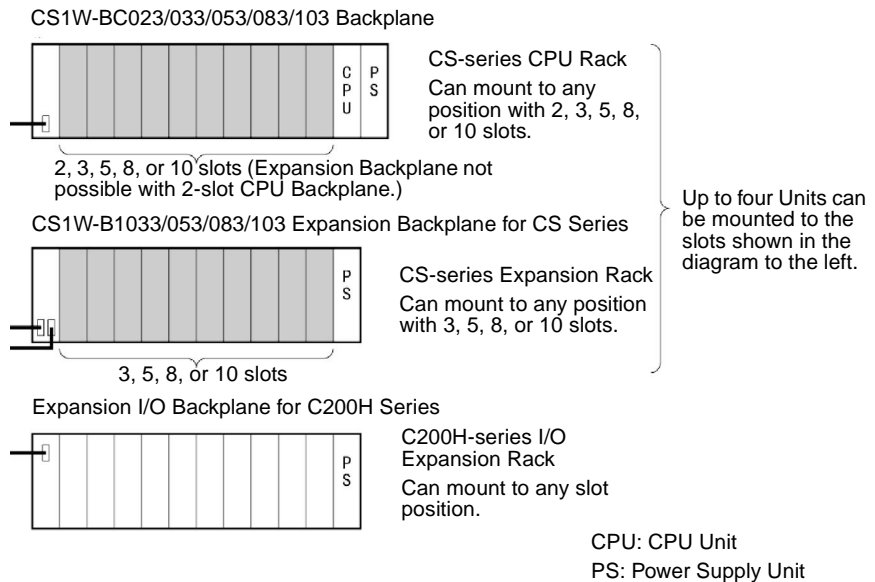 CS1W-BC023/033/053/083/103 Backplane
C
P
U
P
S
CS-series CPU Rack
Can mount to any
position with 2, 3, 5, 8,
or 10 slots.
2, 3, 5, 8, or 10 slots (Expansion Backplane not
possible with 2-slot CPU Backplane.)
Up to four Units can
be mounted to the
slots shown in the
diagram to the left.
CS1W-B1033/053/083/103 Expansion Backplane for CS Series
P
S
CS-series Expansion Rack
Can mount to any position
with 3, 5, 8, or 10 slots.
3, 5, 8, or 10 slots
Expansion I/O Backplane for C200H Series
P
S
C200H-series I/O
Expansion Rack
Can mount to any slot
position.
CPU: CPU Unit
PS: Power Supply Unit